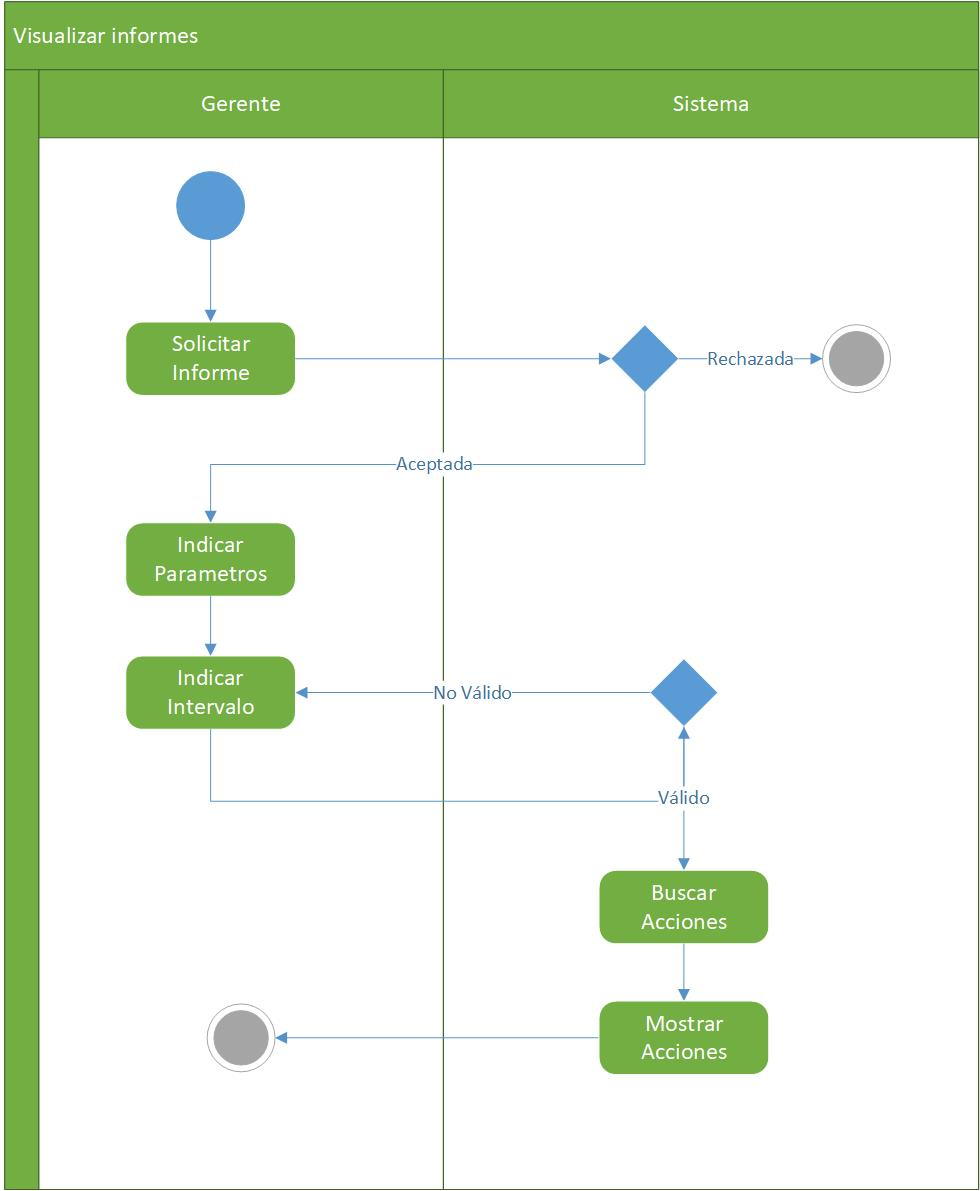 Visualizar informes
Gerente
Sistema
Solicitar
Informe
Rechazada
Aceptada
Indicar
Parametros
Indicar
Intervalo
No Válido
Válido
Buscar
Acciones
Mostrar
Acciones